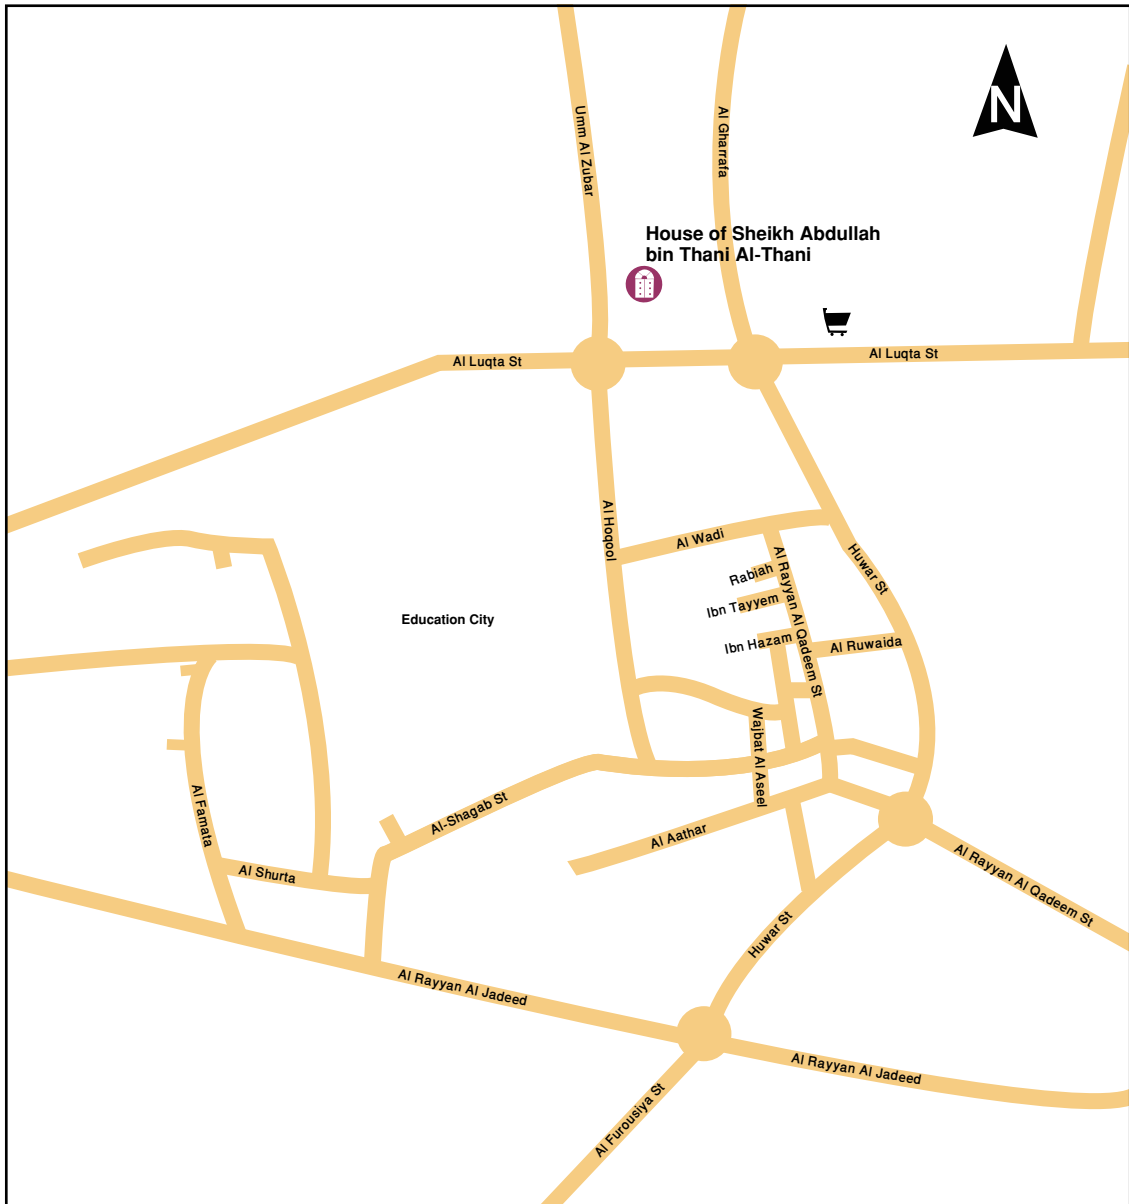 N
Umm Al Zubar
Al Gharrafa
House of Sheikh Abdullah
bin Thani Al-Thani
Al Luqta St
Al Luqta St
Al Hoqool
Al Wadi
Huwar St
Rabiah
Al Rayyan Al Qadeem St
Ibn Tayyem
Education City
Ibn Hazam
Al Ruwaida
Wajbat Al Aseel
Al Famata
Al-Shagab St
Al Aathar
Al Shurta
Al Rayyan Al Qadeem St
Huwar St
Al Rayyan Al Jadeed
Al Rayyan Al Jadeed
Al Furousiya St